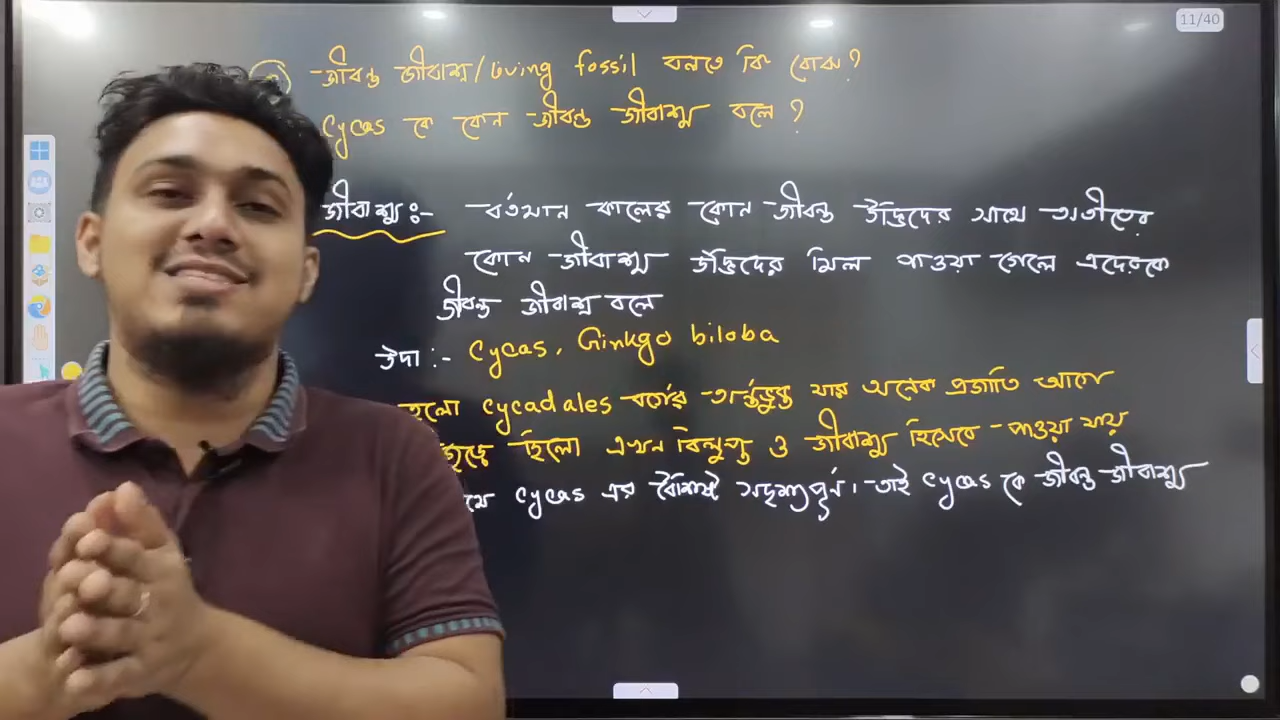 11/40
জীবন্ত জীবাশ্ম/Living fossil বলতে কি বোঝ?
Cycas কে কেন জীবন্ত জীবাশ্ম বলে ?
জীবাশ্মঃ- বর্তমান কালের কোন জীবন্ত উদ্ভিদের সাথে অতীতের
কোন জীবাশ্ম উদ্ভিদের মিল পাওয়া গেলে এদেরকে
জীবন্ত জীবাশ্ম বলে
উদা :- Cycas, Ginkgo biloba
হলো Cycadales বর্গের অর্ন্তভুক্ত যার অনেক প্রজাতি আগে
ছিলো এখন বিলুপ্ত ও জীবাশ্ম হিসেবে পাওয়া যায়
Cycas এর বৈশিষ্ট সদৃশ্যপূর্ন। তাই Cycas কে জীবন্ত জীবাশ্ম